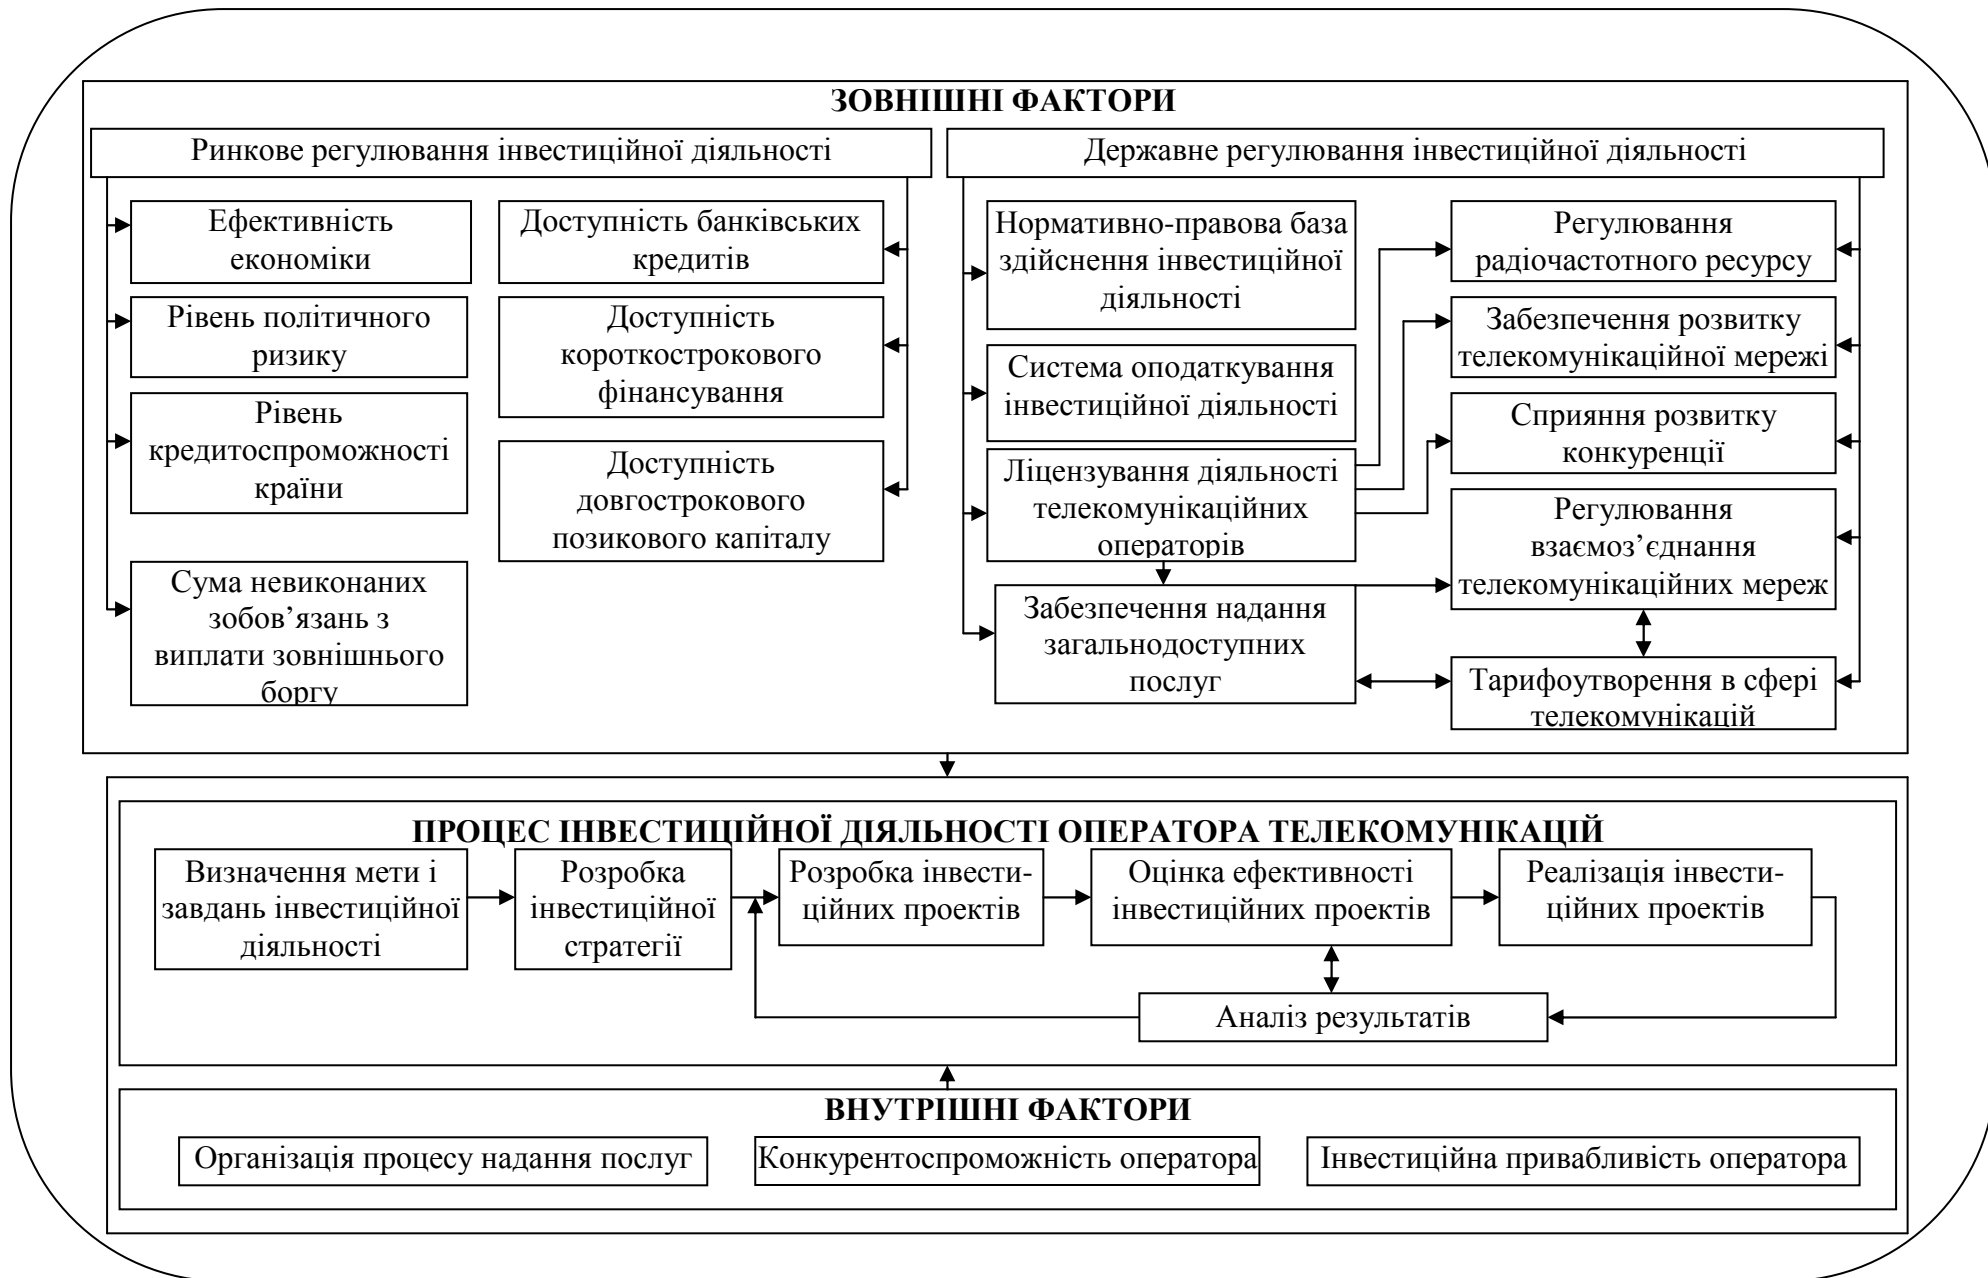 ЗОВНІШНІ ФАКТОРИ
Ринкове регулювання інвестиційної діяльності
Ефективність
економіки
Рівень політичного
ризику
Рівень
кредитоспроможності
країни
Сума невиконаних
зобов’язань з
виплати зовнішнього
боргу
Доступність банківських
кредитів
Доступність
короткострокового
фінансування
Доступність
довгострокового
позикового капіталу
Державне регулювання інвестиційної діяльності
Нормативно-правова база
здійснення інвестиційної
діяльності
Система оподаткування
інвестиційної діяльності
Ліцензування діяльності
телекомунікаційних
операторів
Забезпечення надання
загальнодоступних
послуг
Регулювання
радіочастотного ресурсу
Забезпечення розвитку
телекомунікаційної мережі
Сприяння розвитку
конкуренції
Регулювання
взаємоз’єднання
телекомунікаційних мереж
Тарифоутворення в сфері
телекомунікацій
ПРОЦЕС ІНВЕСТИЦІЙНОЇ ДІЯЛЬНОСТІ ОПЕРАТОРА ТЕЛЕКОМУНІКАЦІЙ
Визначення мети і
завдань інвестиційної
діяльності
Розробка
інвестиційної
стратегії
Розробка інвести-
ційних проектів
Оцінка ефективності
інвестиційних проектів
Реалізація інвести-
ційних проектів
Аналіз результатів
ВНУТРІШНІ ФАКТОРИ
Організація процесу надання послуг
Конкурентоспроможність оператора
Інвестиційна привабливість оператора